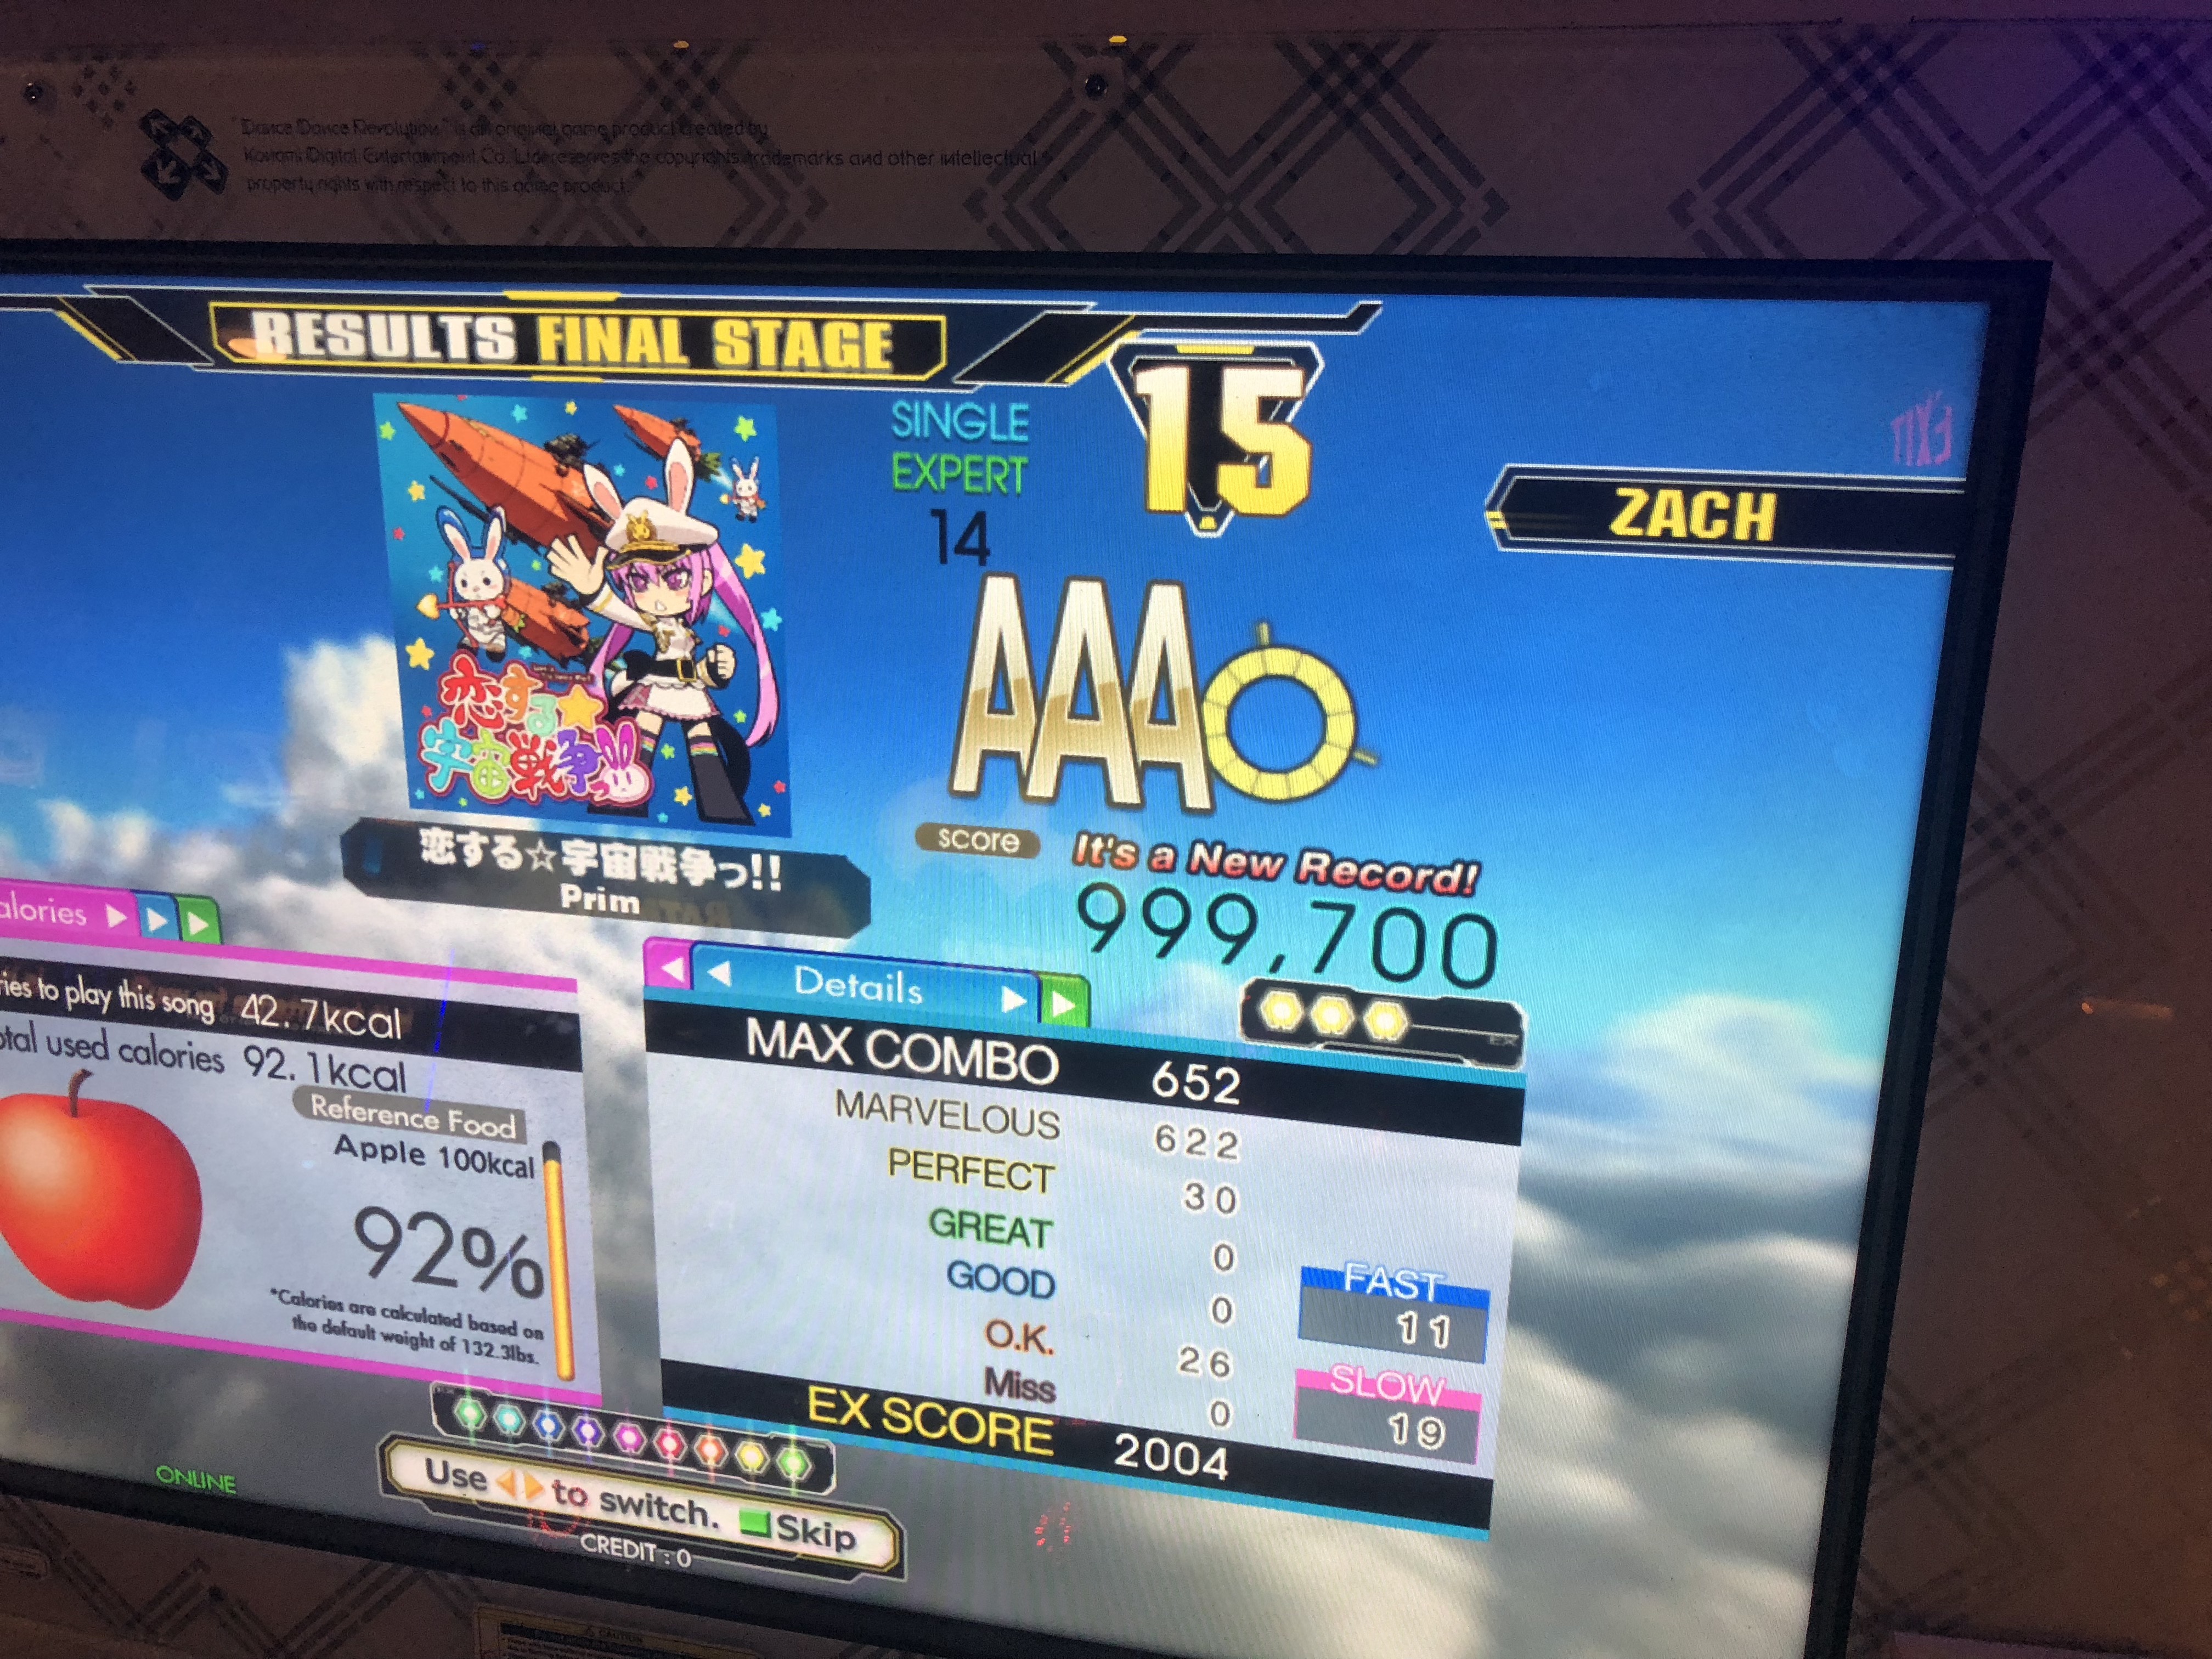 "Dance Dance Revolution" is an original game product created by
Konami Digital Entertainment Co., Ltd. reserves the copyrights, trademarks and other intellectual
property rights with respect to this game product.
RESULTS FINAL STAGE
15
SINGLE
EXPERT
14
EXIT
ZACH
AAA
恋する☆
宇宙戦争っ!!
恋する☆宇宙戦争っ!!
Prim
score
It's a New Record!
999,700
alories
ries to play this song 42.7kcal
otal used calories 92.1kcal
Reference Food
Apple 100kcal
92%
*Calories are calculated based on
the default weight of 132.3lbs.
Details
EX
MAX COMBO 652
MARVELOUS 622
PERFECT 30
GREAT 0
GOOD 0
O.K. 26
Miss 0
FAST
11
SLOW
19
EX SCORE 2004
ONLINE
Use to switch. Skip
CREDIT : 0
CAUTION